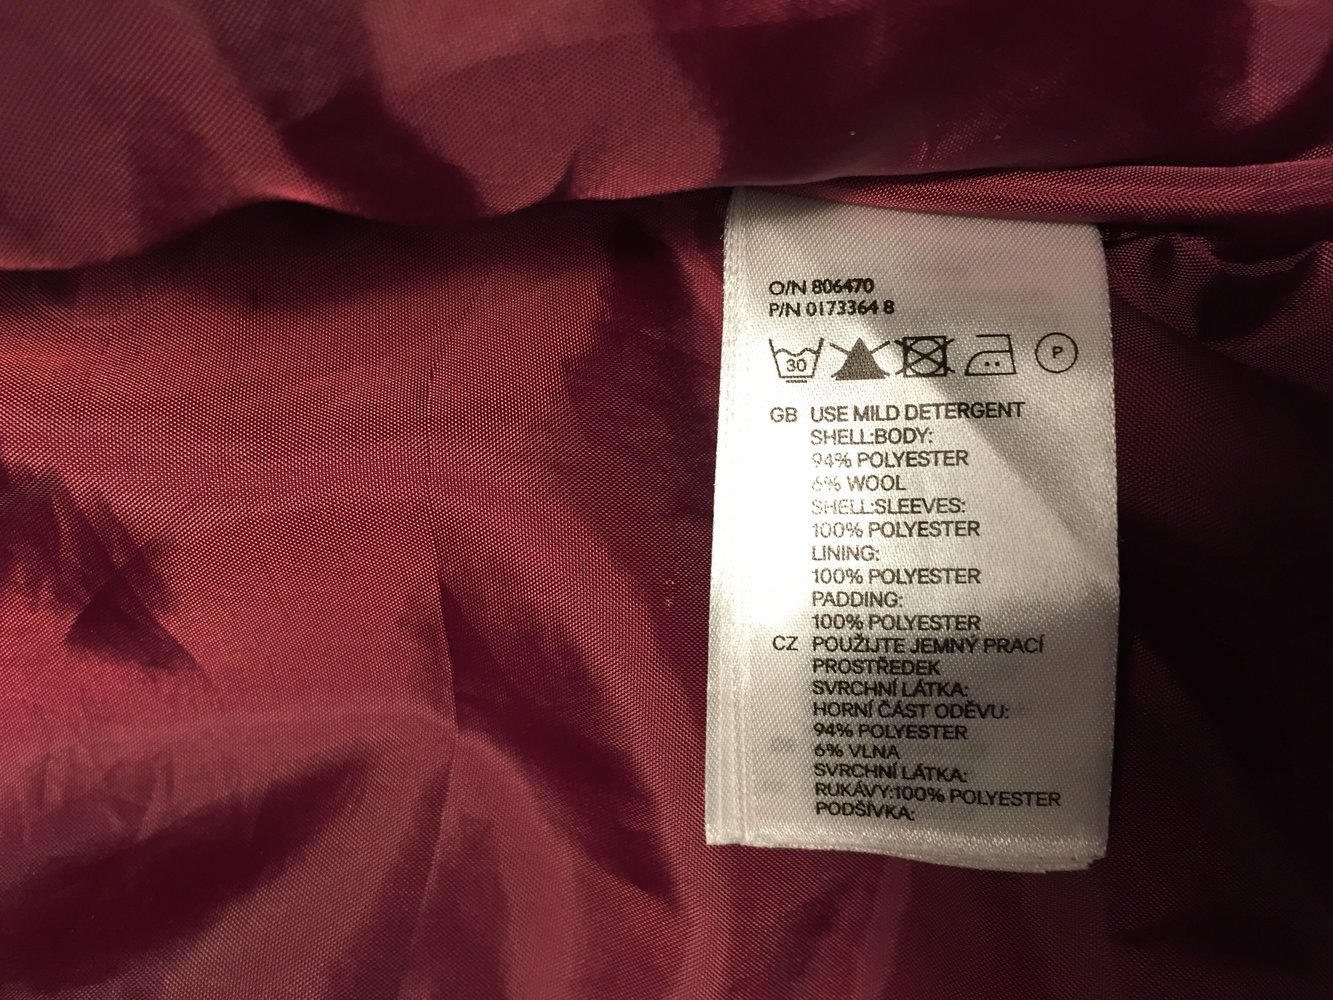 O/N 806470
P/N 0173364 8
30 P
GB USE MILD DETERGENT
SHELL:BODY:
94% POLYESTER
6% WOOL
SHELL:SLEEVES:
100% POLYESTER
LINING:
100% POLYESTER
PADDING:
100% POLYESTER
CZ POUŽIJTE JEMNÝ PRACÍ
PROSTŘEDEK
SVRCHNÍ LÁTKA:
HORNÍ ČÁST ODĚVU:
94% POLYESTER
6% VLNA
SVRCHNÍ LÁTKA:
RUKÁVY:100% POLYESTER
PODŠÍVKA: